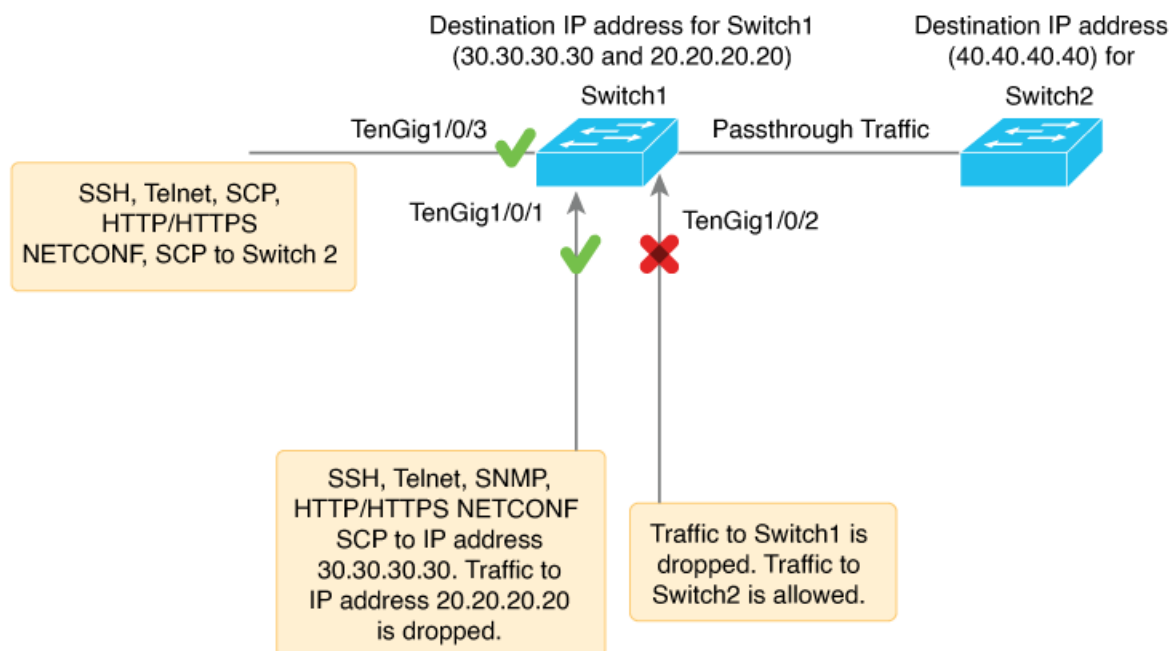 Destination IP address for Switch1
(30.30.30.30 and 20.20.20.20)
Destination IP address
(40.40.40.40) for
Switch1
Switch2
TenGig1/0/3
Passthrough Traffic
SSH, Telnet, SCP,
HTTP/HTTPS
NETCONF, SCP to Switch 2
TenGig1/0/1
TenGig1/0/2
SSH, Telnet, SNMP,
HTTP/HTTPS NETCONF
SCP to IP address
30.30.30.30. Traffic to
IP address 20.20.20.20
is dropped.
Traffic to Switch1 is
dropped. Traffic to
Switch2 is allowed.